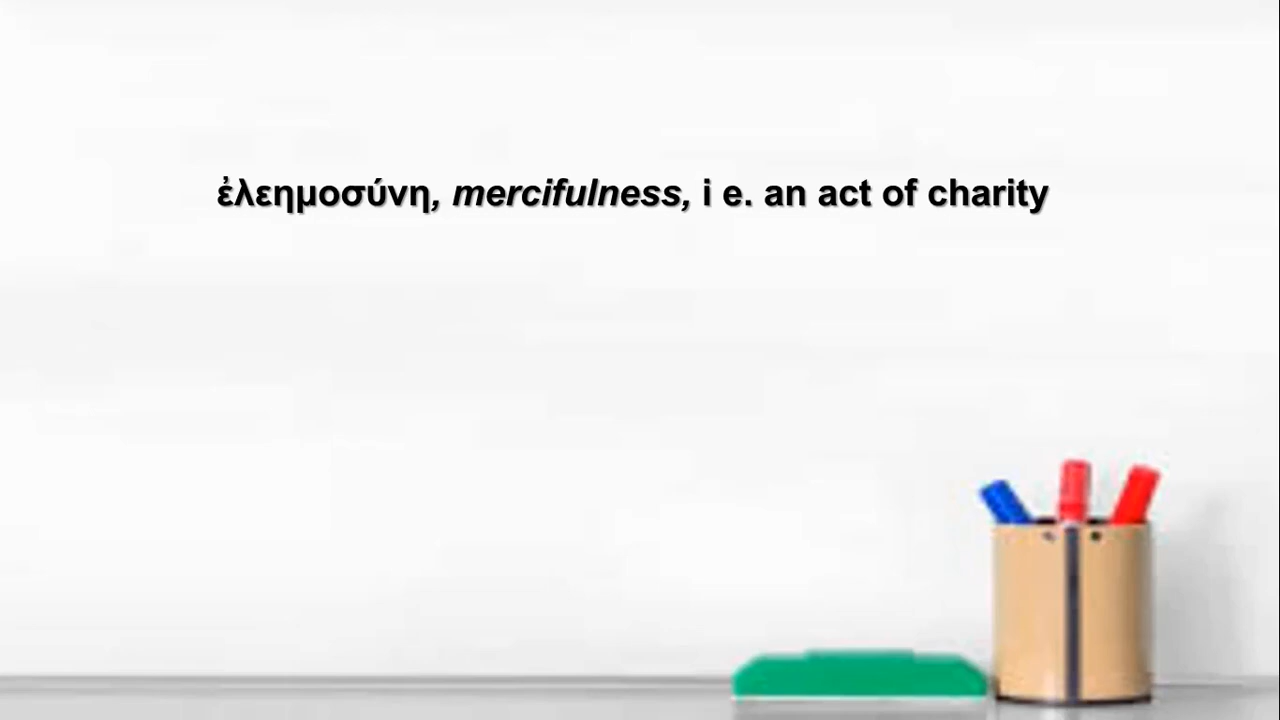 ἐλεημοσύνη, mercifulness, i e. an act of charity